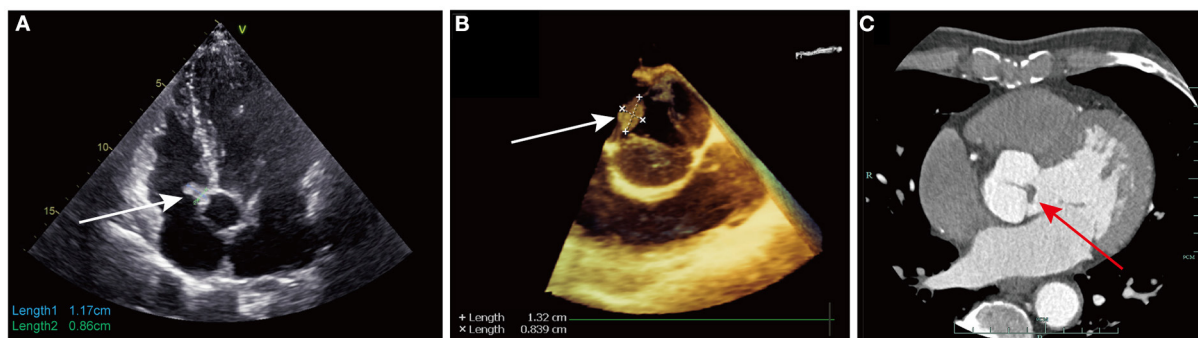 A
V
5
10
15
Length1 1.17cm
Length2 0.86cm
B
+ Length 1.32 cm
× Length 0.839 cm
C
R